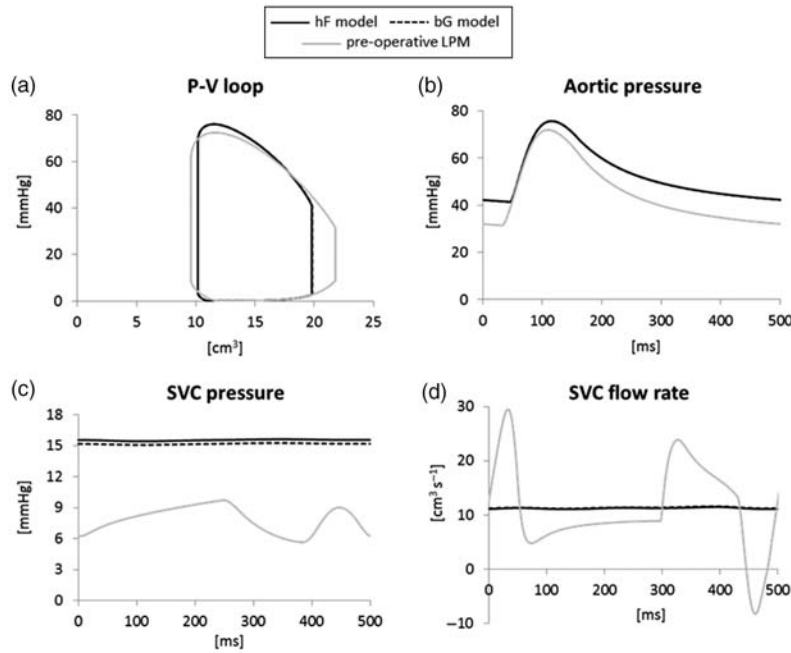 hF model bG model
pre-operative LPM
(a) P-V loop
[mmHg]
80
60
40
20
0
0 5 10 15 20 25
[cm³]
(b) Aortic pressure
[mmHg]
80
60
40
20
0
0 100 200 300 400 500
[ms]
(c) SVC pressure
[mmHg]
18
15
12
9
6
3
0
0 100 200 300 400 500
[ms]
(d) SVC flow rate
[cm³ s⁻¹]
30
20
10
0
−10
0 100 200 300 400 500
[ms]